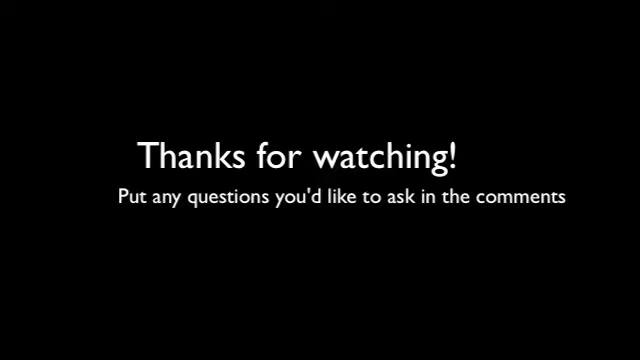 Thanks for watching!
Put any questions you'd like to ask in the comments